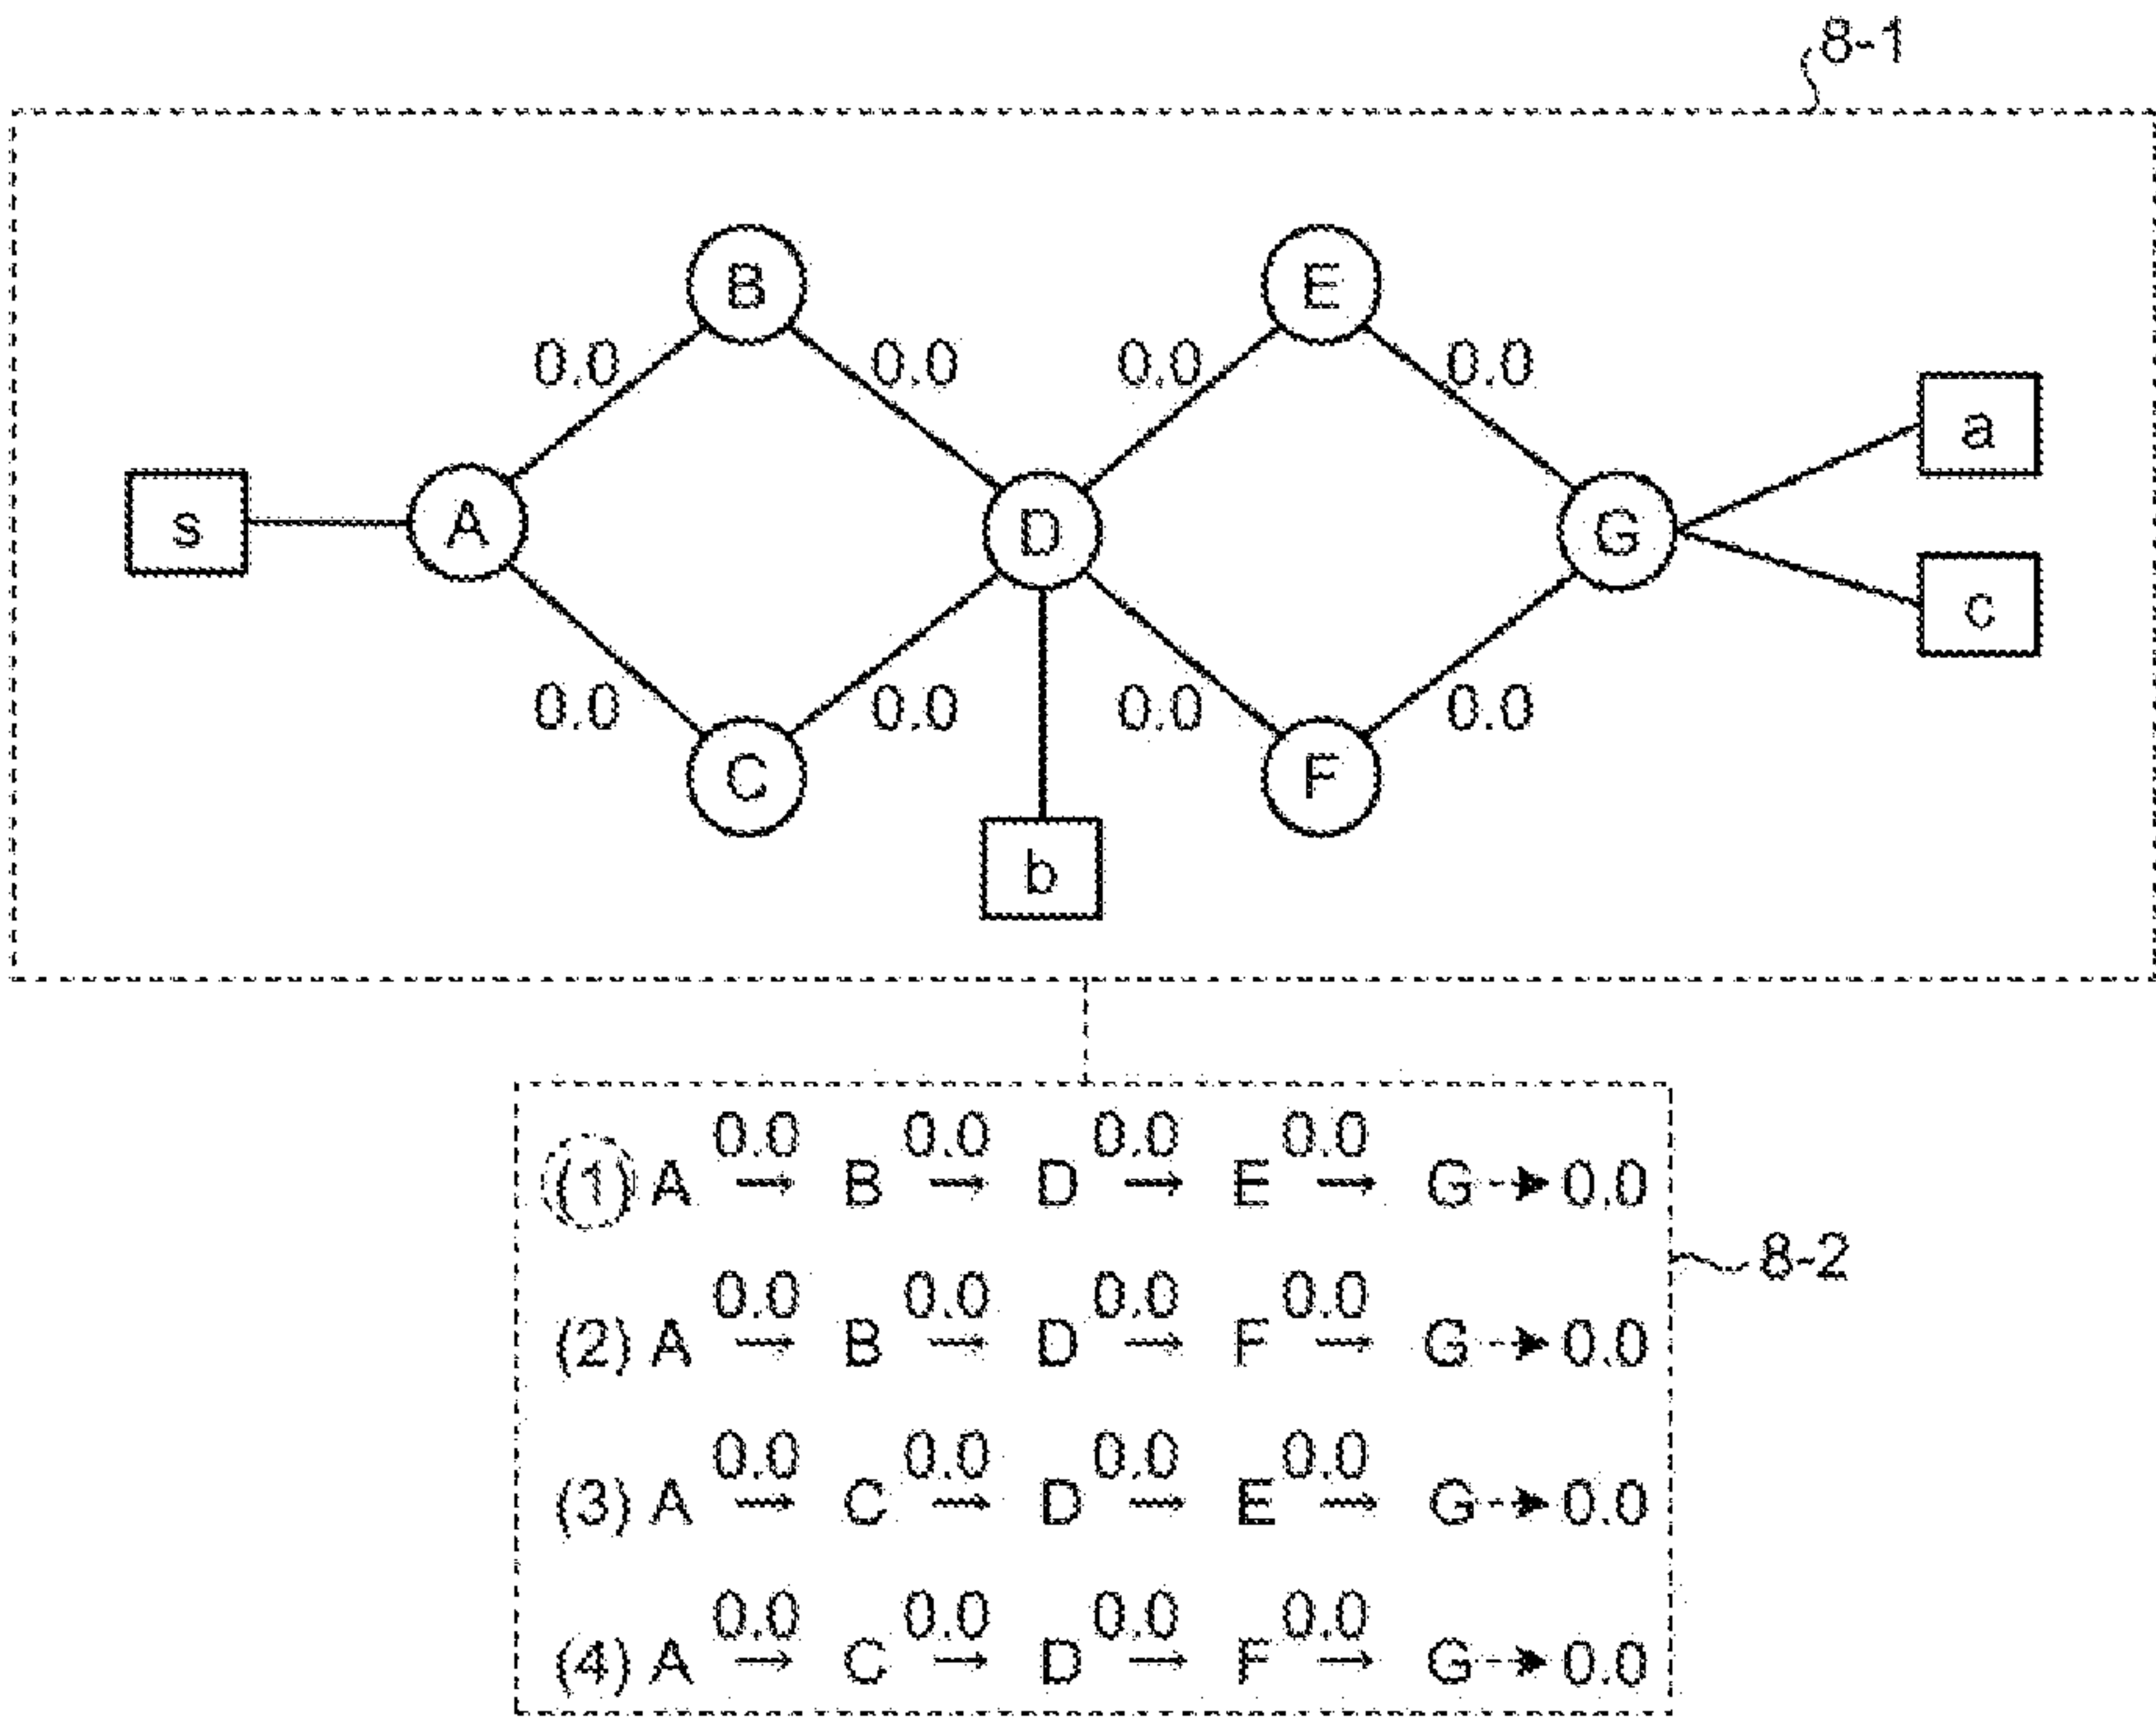 8-1
B E
0.0 0.0 0.0 0.0
a
s A D G
c
0.0 0.0 0.0 0.0
C F
b
0.0 0.0 0.0 0.0
(1) A → B → D → E → G → 0.0
8-2
0.0 0.0 0.0 0.0
(2) A → B → D → F → G → 0.0
0.0 0.0 0.0 0.0
(3) A → C → D → E → G → 0.0
0.0 0.0 0.0 0.0
(4) A → C → D → F → G → 0.0